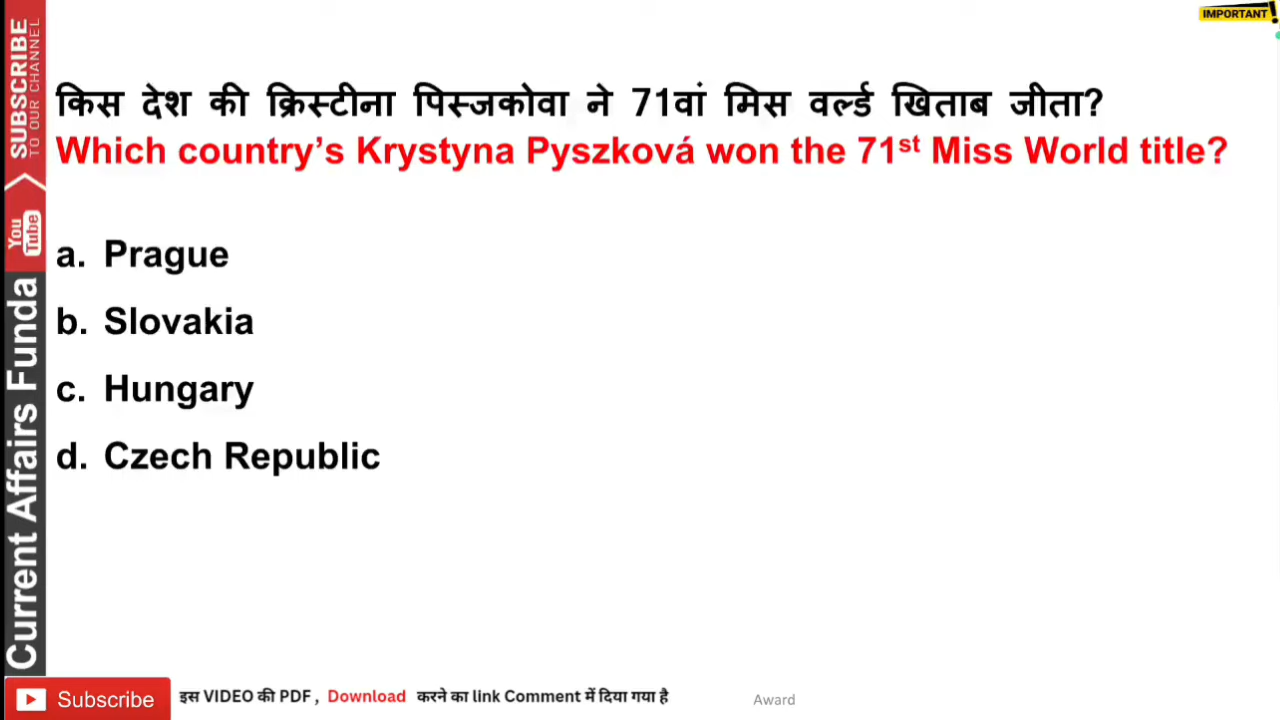 IMPORTANT!
किस देश की क्रिस्टीना पिस्जकोवा ने 71वां मिस वर्ल्ड खिताब जीता?
Which country’s Krystyna Pyszková won the 71st Miss World title?
a. Prague
b. Slovakia
c. Hungary
d. Czech Republic
SUBSCRIBE
TO OUR CHANNEL
You
Tube
Current Affairs Funda
Subscribe
इस VIDEO की PDF , Download करने का link Comment में दिया गया है
Award